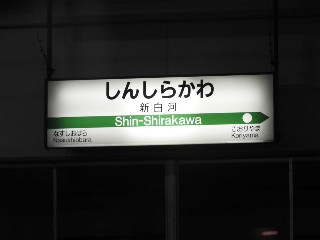 しんしらかわ
新白河
Shin-Shirakawa
なすしおばら
Nasushiobara
こおりやま
Koriyama